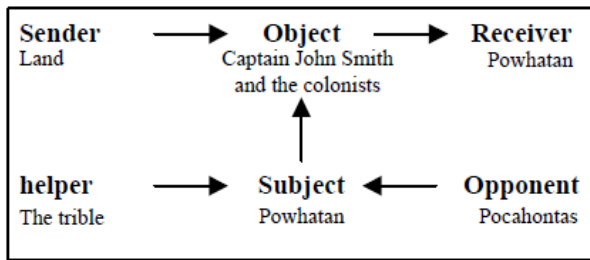 Sender Object Receiver
Land Captain John Smith Powhatan
and the colonists
helper Subject Opponent
The trible Powhatan Pocahontas